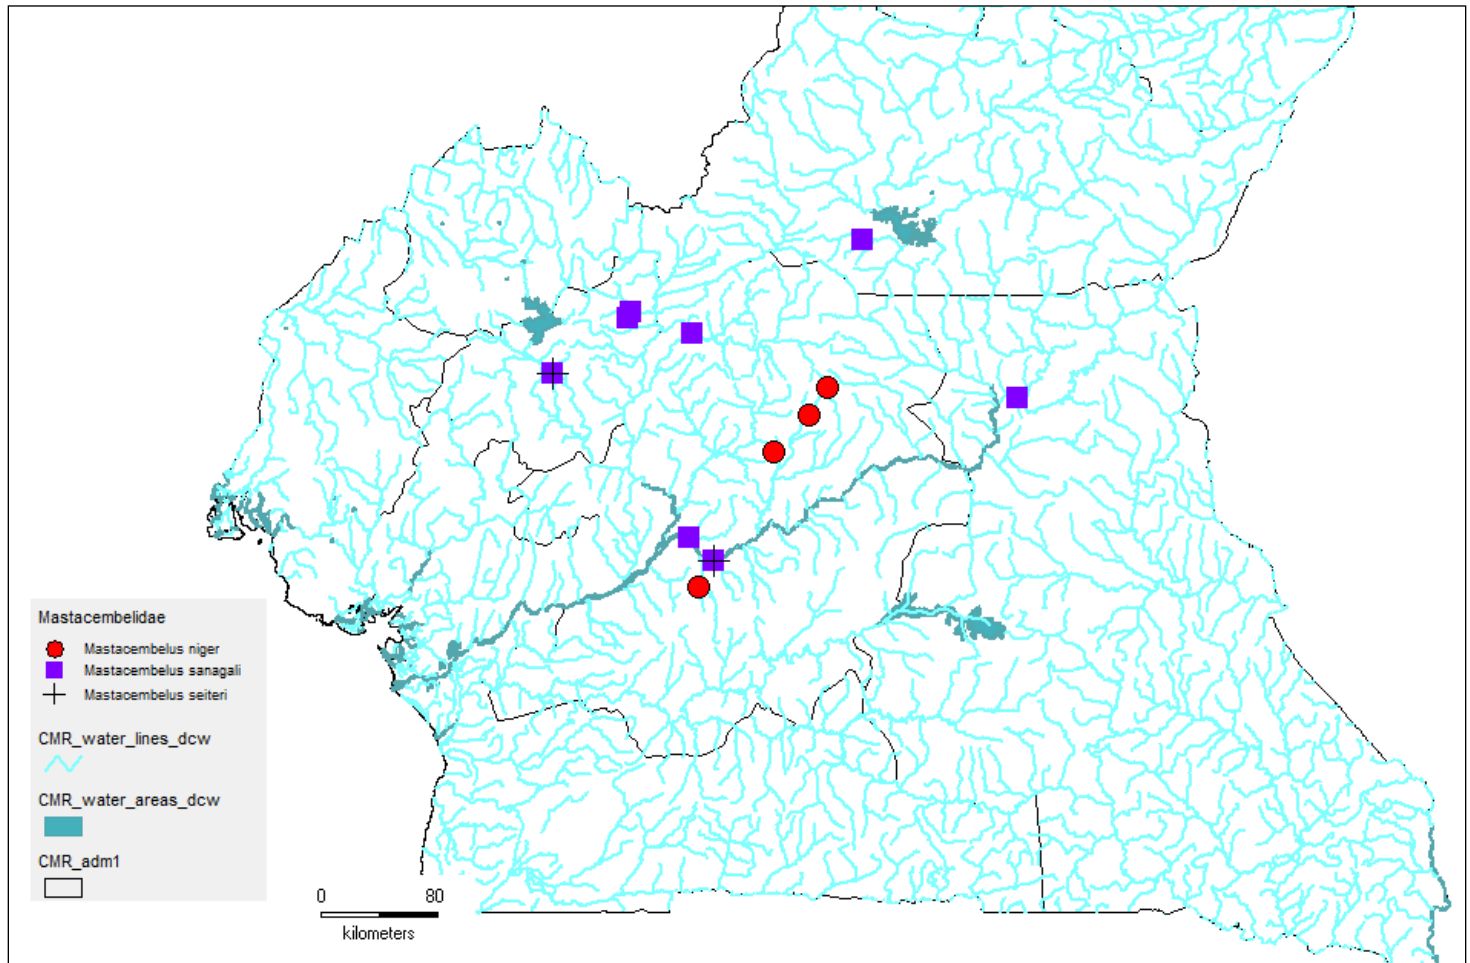 Mastacembelidae
Mastacembelus niger
Mastacembelus sanagali
Mastacembelus seiteri
CMR_water_lines_dcw
CMR_water_areas_dcw
CMR_adm1
0 80
kilometers